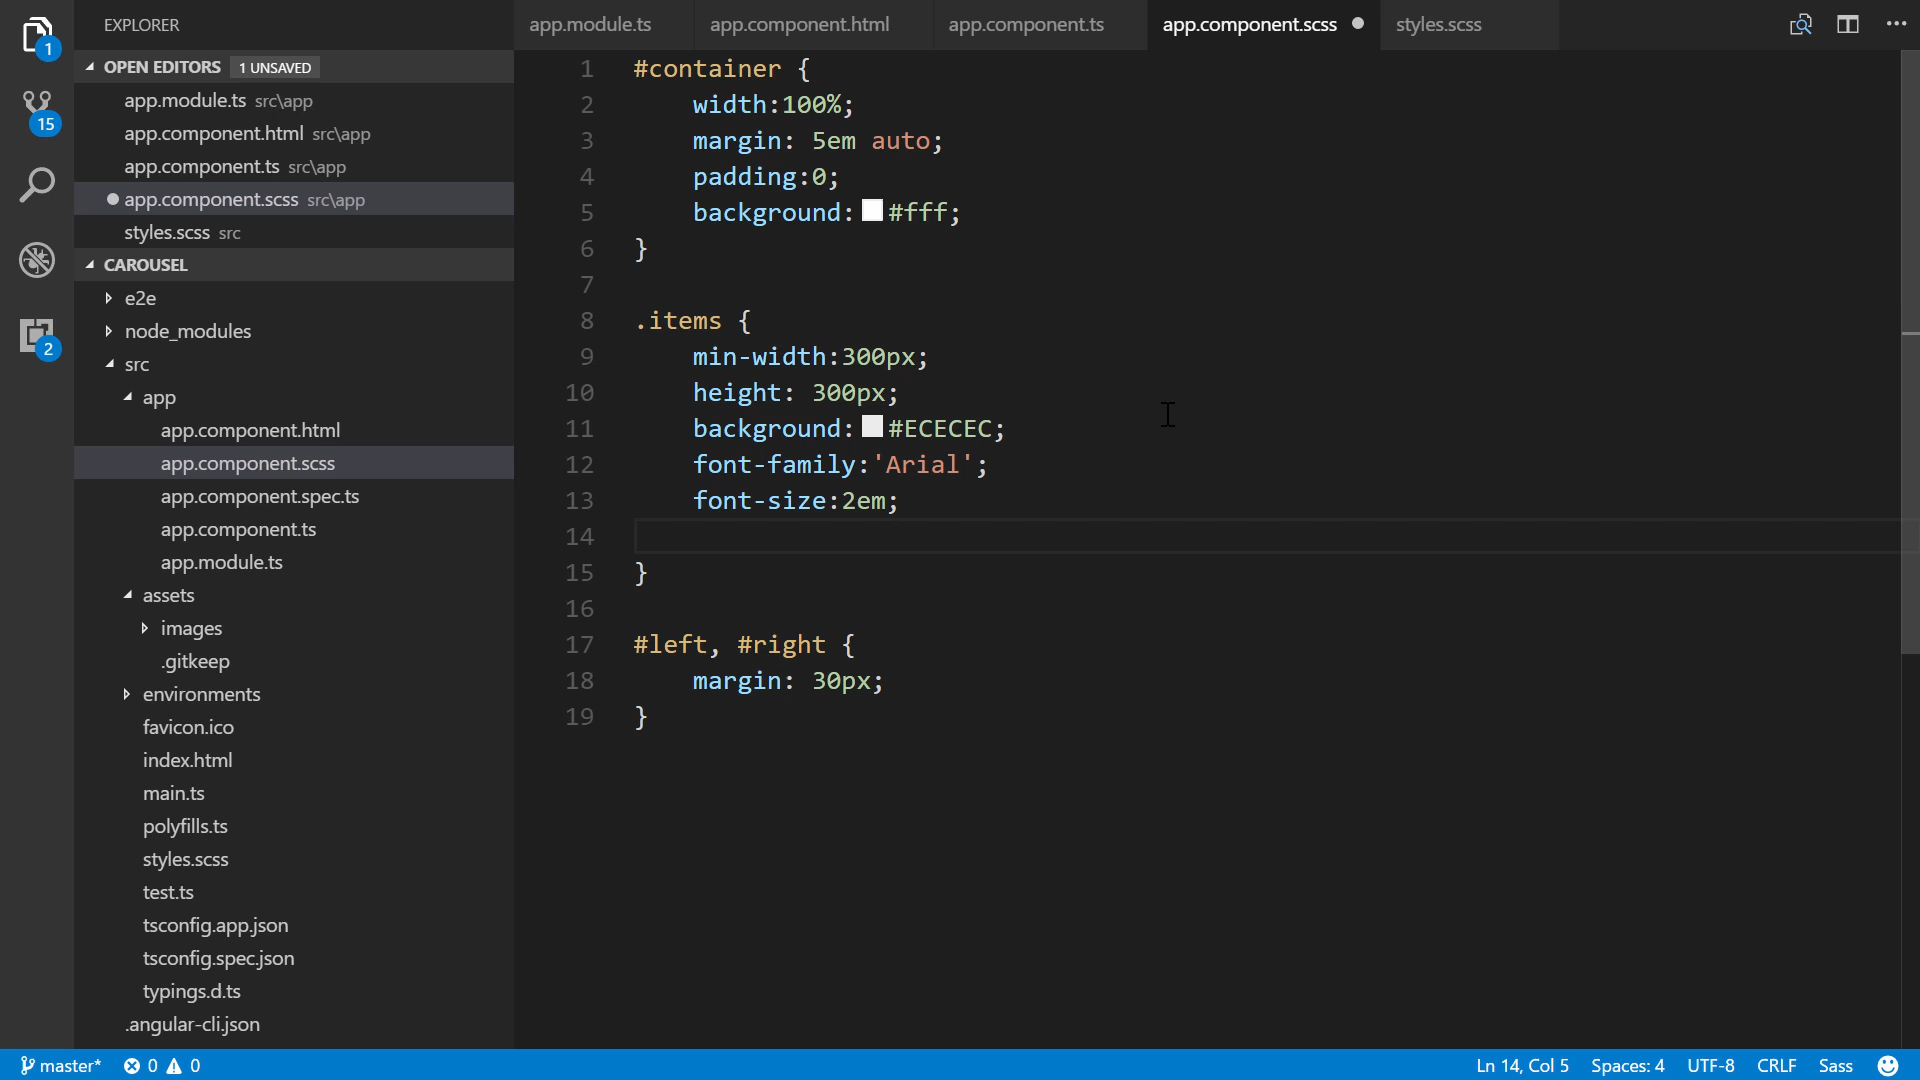 EXPLORER
OPEN EDITORS 1 UNSAVED
app.module.ts src\app
app.component.html src\app
app.component.ts src\app
app.component.scss src\app
styles.scss src
CAROUSEL
e2e
node_modules
src
app
app.component.html
app.component.scss
app.component.spec.ts
app.component.ts
app.module.ts
assets
images
.gitkeep
environments
favicon.ico
index.html
main.ts
polyfills.ts
styles.scss
test.ts
tsconfig.app.json
tsconfig.spec.json
typings.d.ts
.angular-cli.json
1
15
2
app.module.ts app.component.html app.component.ts app.component.scss styles.scss
1 #container {
2 width:100%;
3 margin: 5em auto;
4 padding:0;
5 background: #fff;
6 }
7
8 .items {
9 min-width:300px;
10 height: 300px;
11 background: #ECECEC;
12 font-family:'Arial';
13 font-size:2em;
14
15 }
16
17 #left, #right {
18 margin: 30px;
19 }
master* 0 0 Ln 14, Col 5 Spaces: 4 UTF-8 CRLF Sass